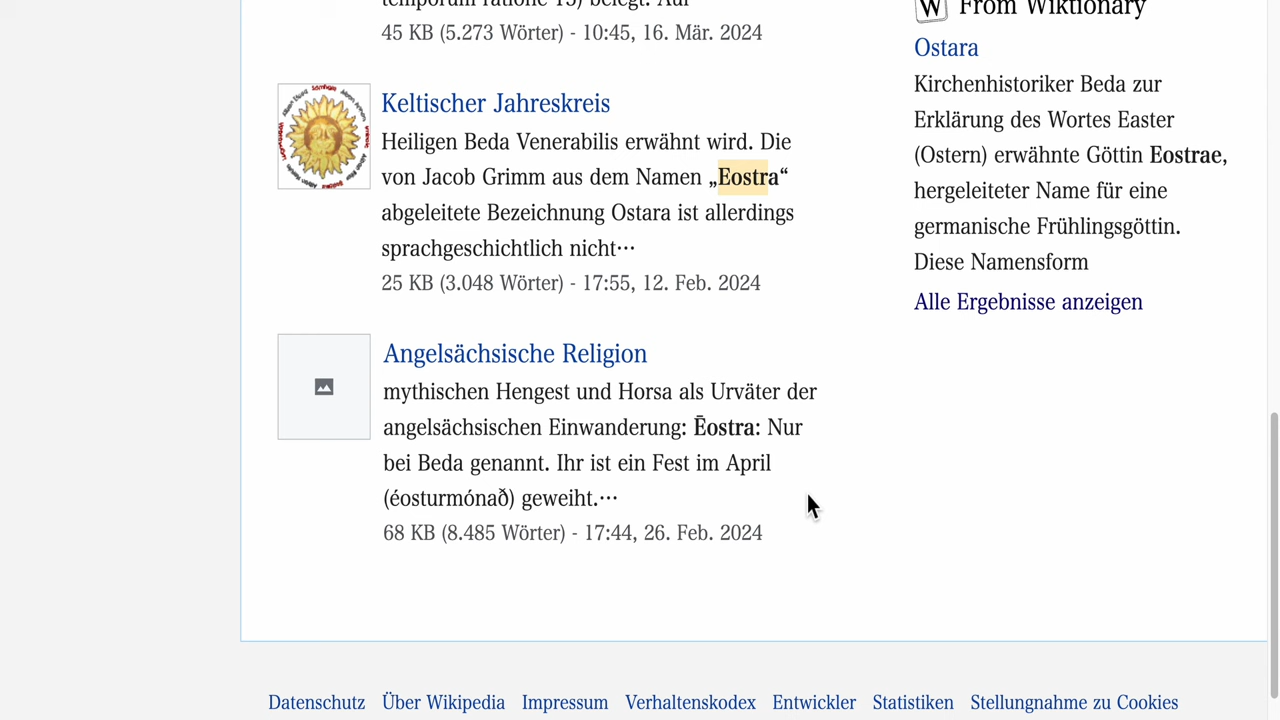 temporum ratione 15) belegt. Auf
45 KB (5.273 Wörter) - 10:45, 16. Mär. 2024
Keltischer Jahreskreis
Heiligen Beda Venerabilis erwähnt wird. Die
von Jacob Grimm aus dem Namen „Eostra“
abgeleitete Bezeichnung Ostara ist allerdings
sprachgeschichtlich nicht…
25 KB (3.048 Wörter) - 17:55, 12. Feb. 2024
Angelsächsische Religion
mythischen Hengest und Horsa als Urväter der
angelsächsischen Einwanderung: Ēostra: Nur
bei Beda genannt. Ihr ist ein Fest im April
(éosturmónað) geweiht.…
68 KB (8.485 Wörter) - 17:44, 26. Feb. 2024
W From Wiktionary
Ostara
Kirchenhistoriker Beda zur
Erklärung des Wortes Easter
(Ostern) erwähnte Göttin Eostrae,
hergeleiteter Name für eine
germanische Frühlingsgöttin.
Diese Namensform
Alle Ergebnisse anzeigen
Datenschutz Über Wikipedia Impressum Verhaltenskodex Entwickler Statistiken Stellungnahme zu Cookies